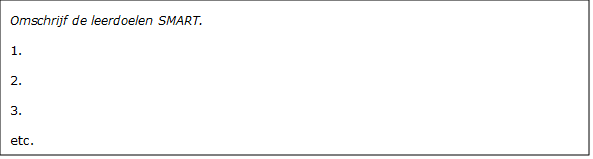 Omschrijf de leerdoelen SMART.
1.
2.
3.
etc.